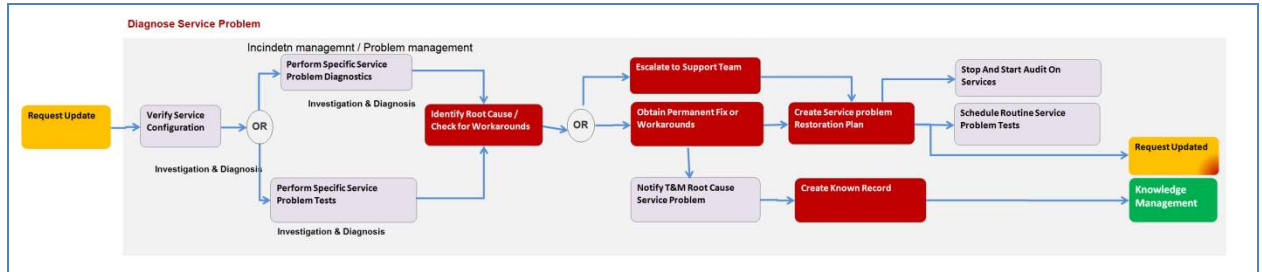 Diagnose Service Problem
Incindetn managemnt / Problem management
Perform Specific Service
Problem Diagnostics
Investigation & Diagnosis
Request Update
Verify Service
Configuration
OR
Investigation & Diagnosis
Perform Specific Service
Problem Tests
Investigation & Diagnosis
Identify Root Cause /
Check for Workarounds
OR
Escalate to Support Team
Obtain Permanent Fix or
Workarounds
Notify T&M Root Cause
Service Problem
Create Service problem
Restoration Plan
Create Known Record
Stop And Start Audit On
Services
Schedule Routine Service
Problem Tests
Request Updated
Knowledge
Management